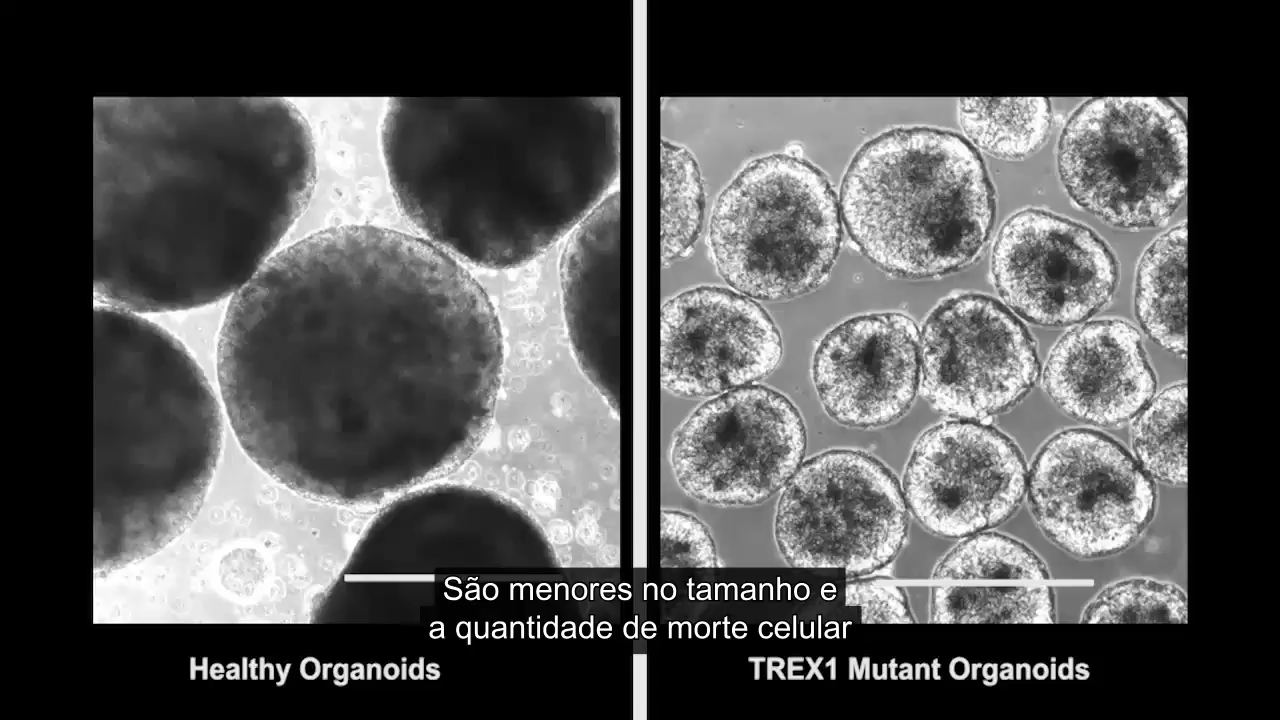 São menores no tamanho e
a quantidade de morte celular
Healthy Organoids
TREX1 Mutant Organoids